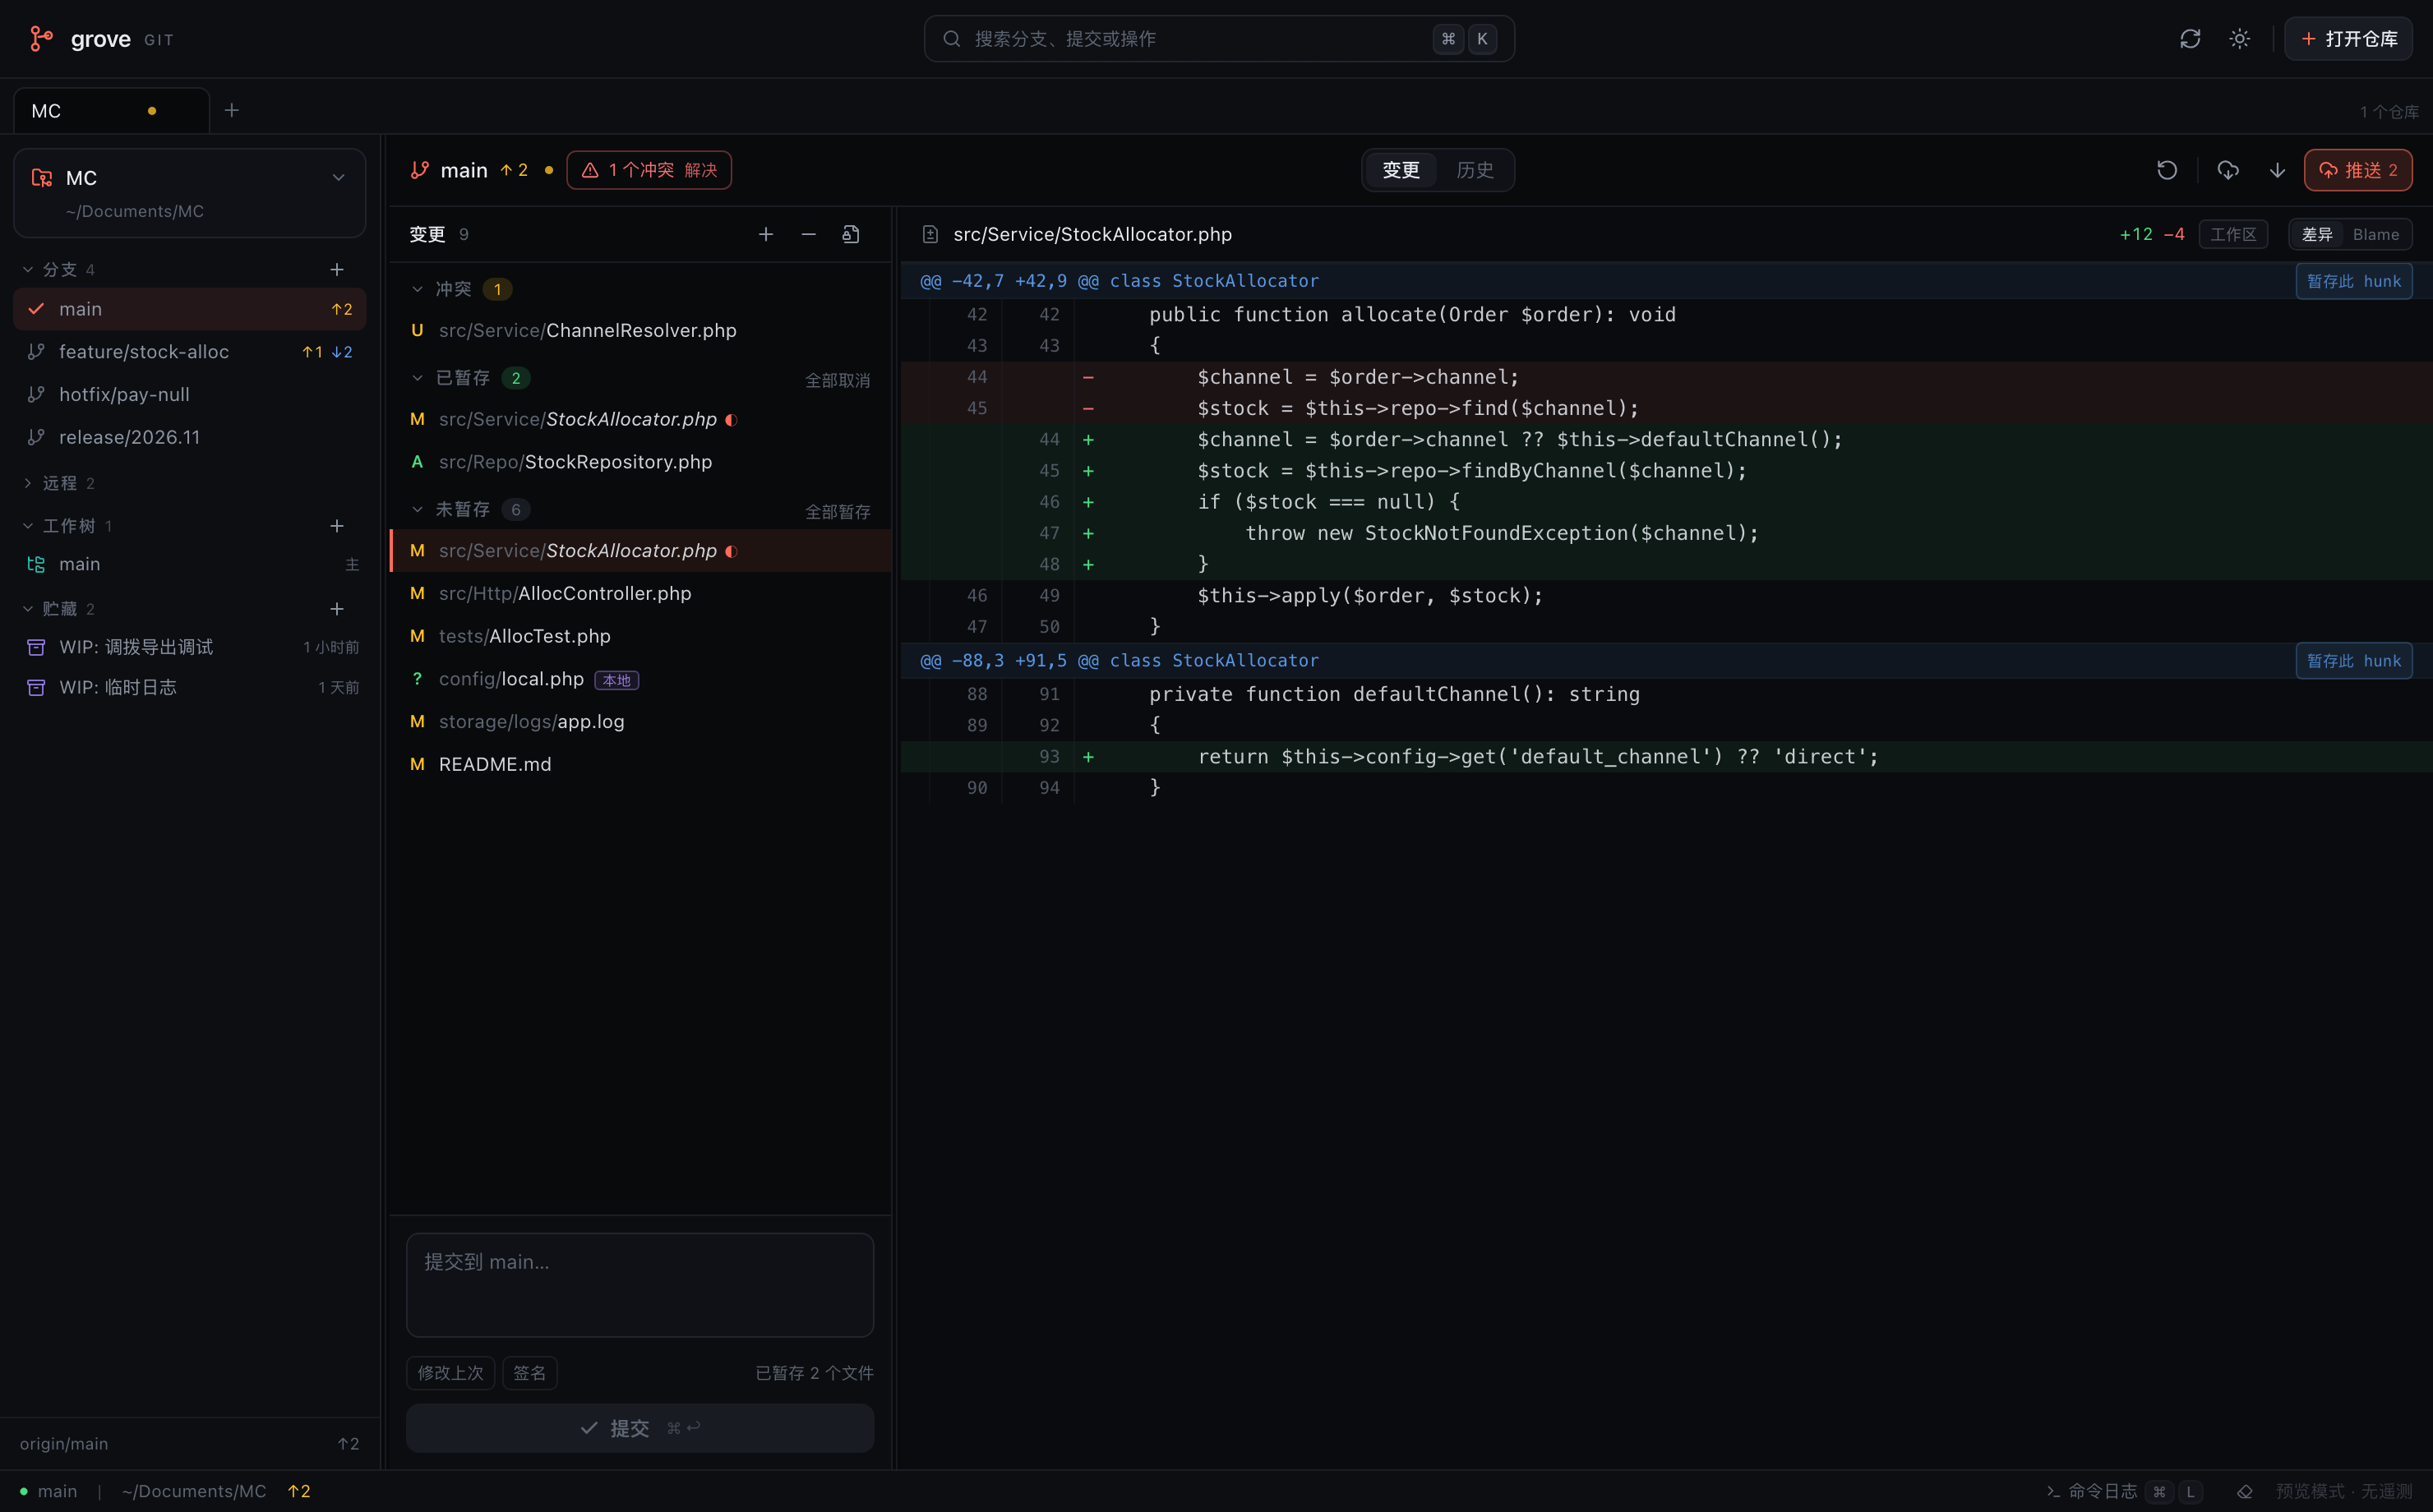 grove GIT
搜索分支、提交或操作 ⌘ K
+ 打开仓库
MC
1 个仓库
MC
~/Documents/MC
分支 4
main ↑2
feature/stock-alloc ↑1 ↓2
hotfix/pay-null
release/2026.11
远程 2
工作树 1
main 主
贮藏 2
WIP: 调拨导出调试 1 小时前
WIP: 临时日志 1 天前
origin/main ↑2
main ↑2 1 个冲突 解决
变更 历史
推送 2
变更 9
冲突 1
U src/Service/ChannelResolver.php
已暂存 2 全部取消
M src/Service/StockAllocator.php
A src/Repo/StockRepository.php
未暂存 6 全部暂存
M src/Service/StockAllocator.php
M src/Http/AllocController.php
M tests/AllocTest.php
? config/local.php 本地
M storage/logs/app.log
M README.md
提交到 main...
修改上次 签名 已暂存 2 个文件
提交 ⌘↩
src/Service/StockAllocator.php +12 −4 工作区 差异 Blame
@@ −42,7 +42,9 @@ class StockAllocator 暂存此 hunk
42 42 public function allocate(Order $order): void
43 43 {
44 − $channel = $order->channel;
45 − $stock = $this->repo->find($channel);
44 + $channel = $order->channel ?? $this->defaultChannel();
45 + $stock = $this->repo->findByChannel($channel);
46 + if ($stock === null) {
47 + throw new StockNotFoundException($channel);
48 + }
46 49 $this->apply($order, $stock);
47 50 }
@@ −88,3 +91,5 @@ class StockAllocator 暂存此 hunk
88 91 private function defaultChannel(): string
89 92 {
93 + return $this->config->get('default_channel') ?? 'direct';
90 94 }
main | ~/Documents/MC ↑2
命令日志 ⌘ L 预览模式 · 无遥测